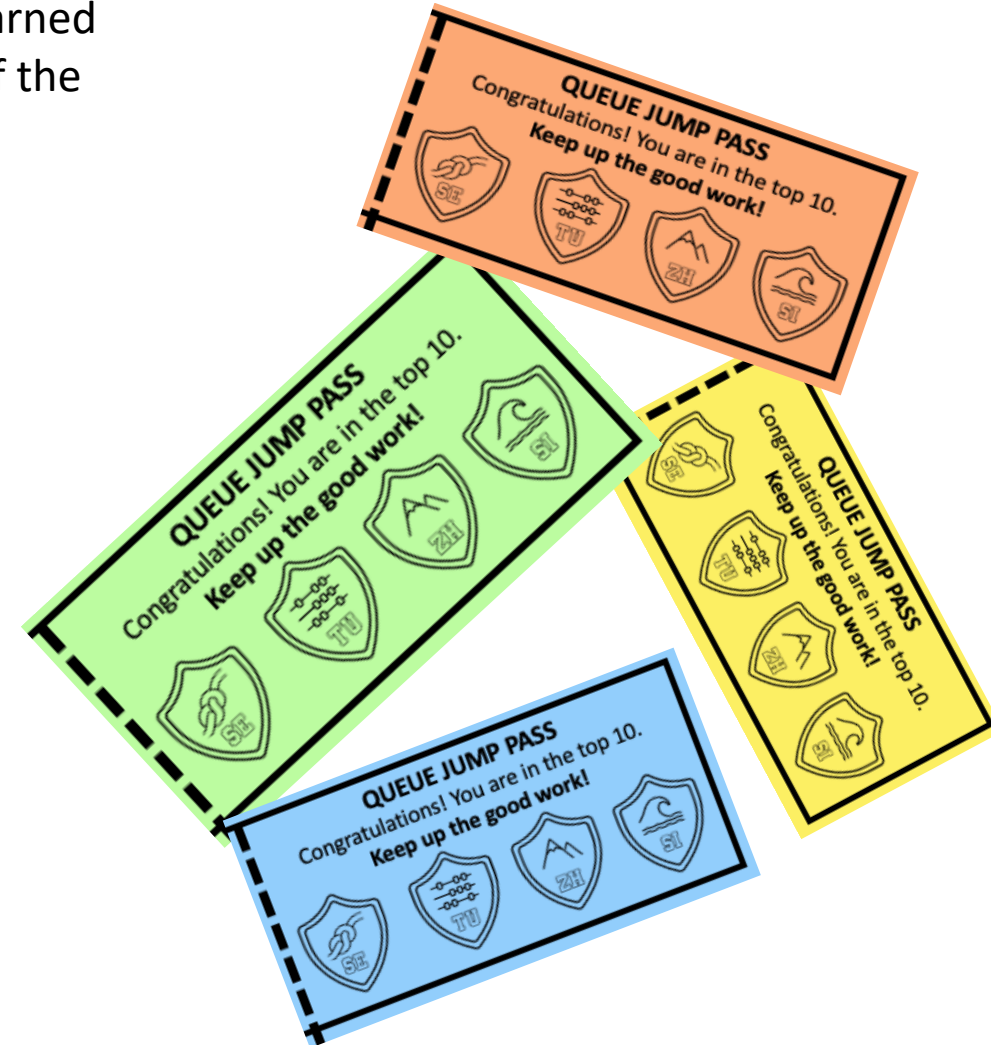 arned
f the
QUEUE JUMP PASS
Congratulations! You are in the top 10.
Keep up the good work!
SE
TU
ZH
SI
QUEUE JUMP PASS
Congratulations! You are in the top 10.
Keep up the good work!
SE
TU
ZH
SI
QUEUE JUMP PASS
Congratulations! You are in the top 10.
Keep up the good work!
SE
TU
ZH
SI
QUEUE JUMP PASS
Congratulations! You are in the top 10.
Keep up the good work!
SE
TU
ZH
SI